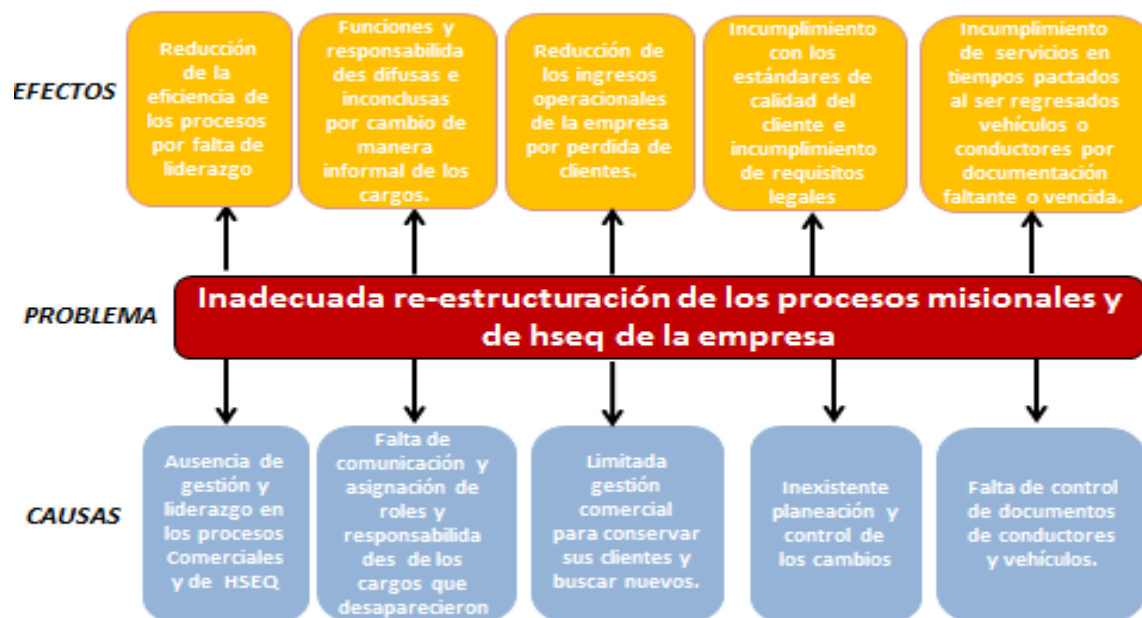 EFECTOS
Reducción
de la
eficiencia de
los procesos
por falta de
liderazgo
Funciones y
responsabilida
des difusas e
inconclusas
por cambio de
manera
informal de los
cargos.
Reducción de
los ingresos
operacionales
de la empresa
por perdida de
clientes.
Incumplimiento
con los
estándares de
calidad del
cliente e
incumplimiento
de requisitos
legales
Incumplimiento
de servicios en
tiempos pactados
al ser regresados
vehículos o
conductores por
documentación
faltante o vencida.
PROBLEMA
Inadecuada re-estructuración de los procesos misionales y
de hseq de la empresa
CAUSAS
Ausencia de
gestión y
liderazgo en
los procesos
Comerciales
y de HSEQ
Falta de
comunicación y
asignación de
roles y
responsabilida
des de los
cargos que
desaparecieron
Limitada
gestión
comercial
para conservar
sus clientes y
buscar nuevos.
Inexistente
planeación y
control de
los cambios
Falta de control
de documentos
de conductores
y vehículos.